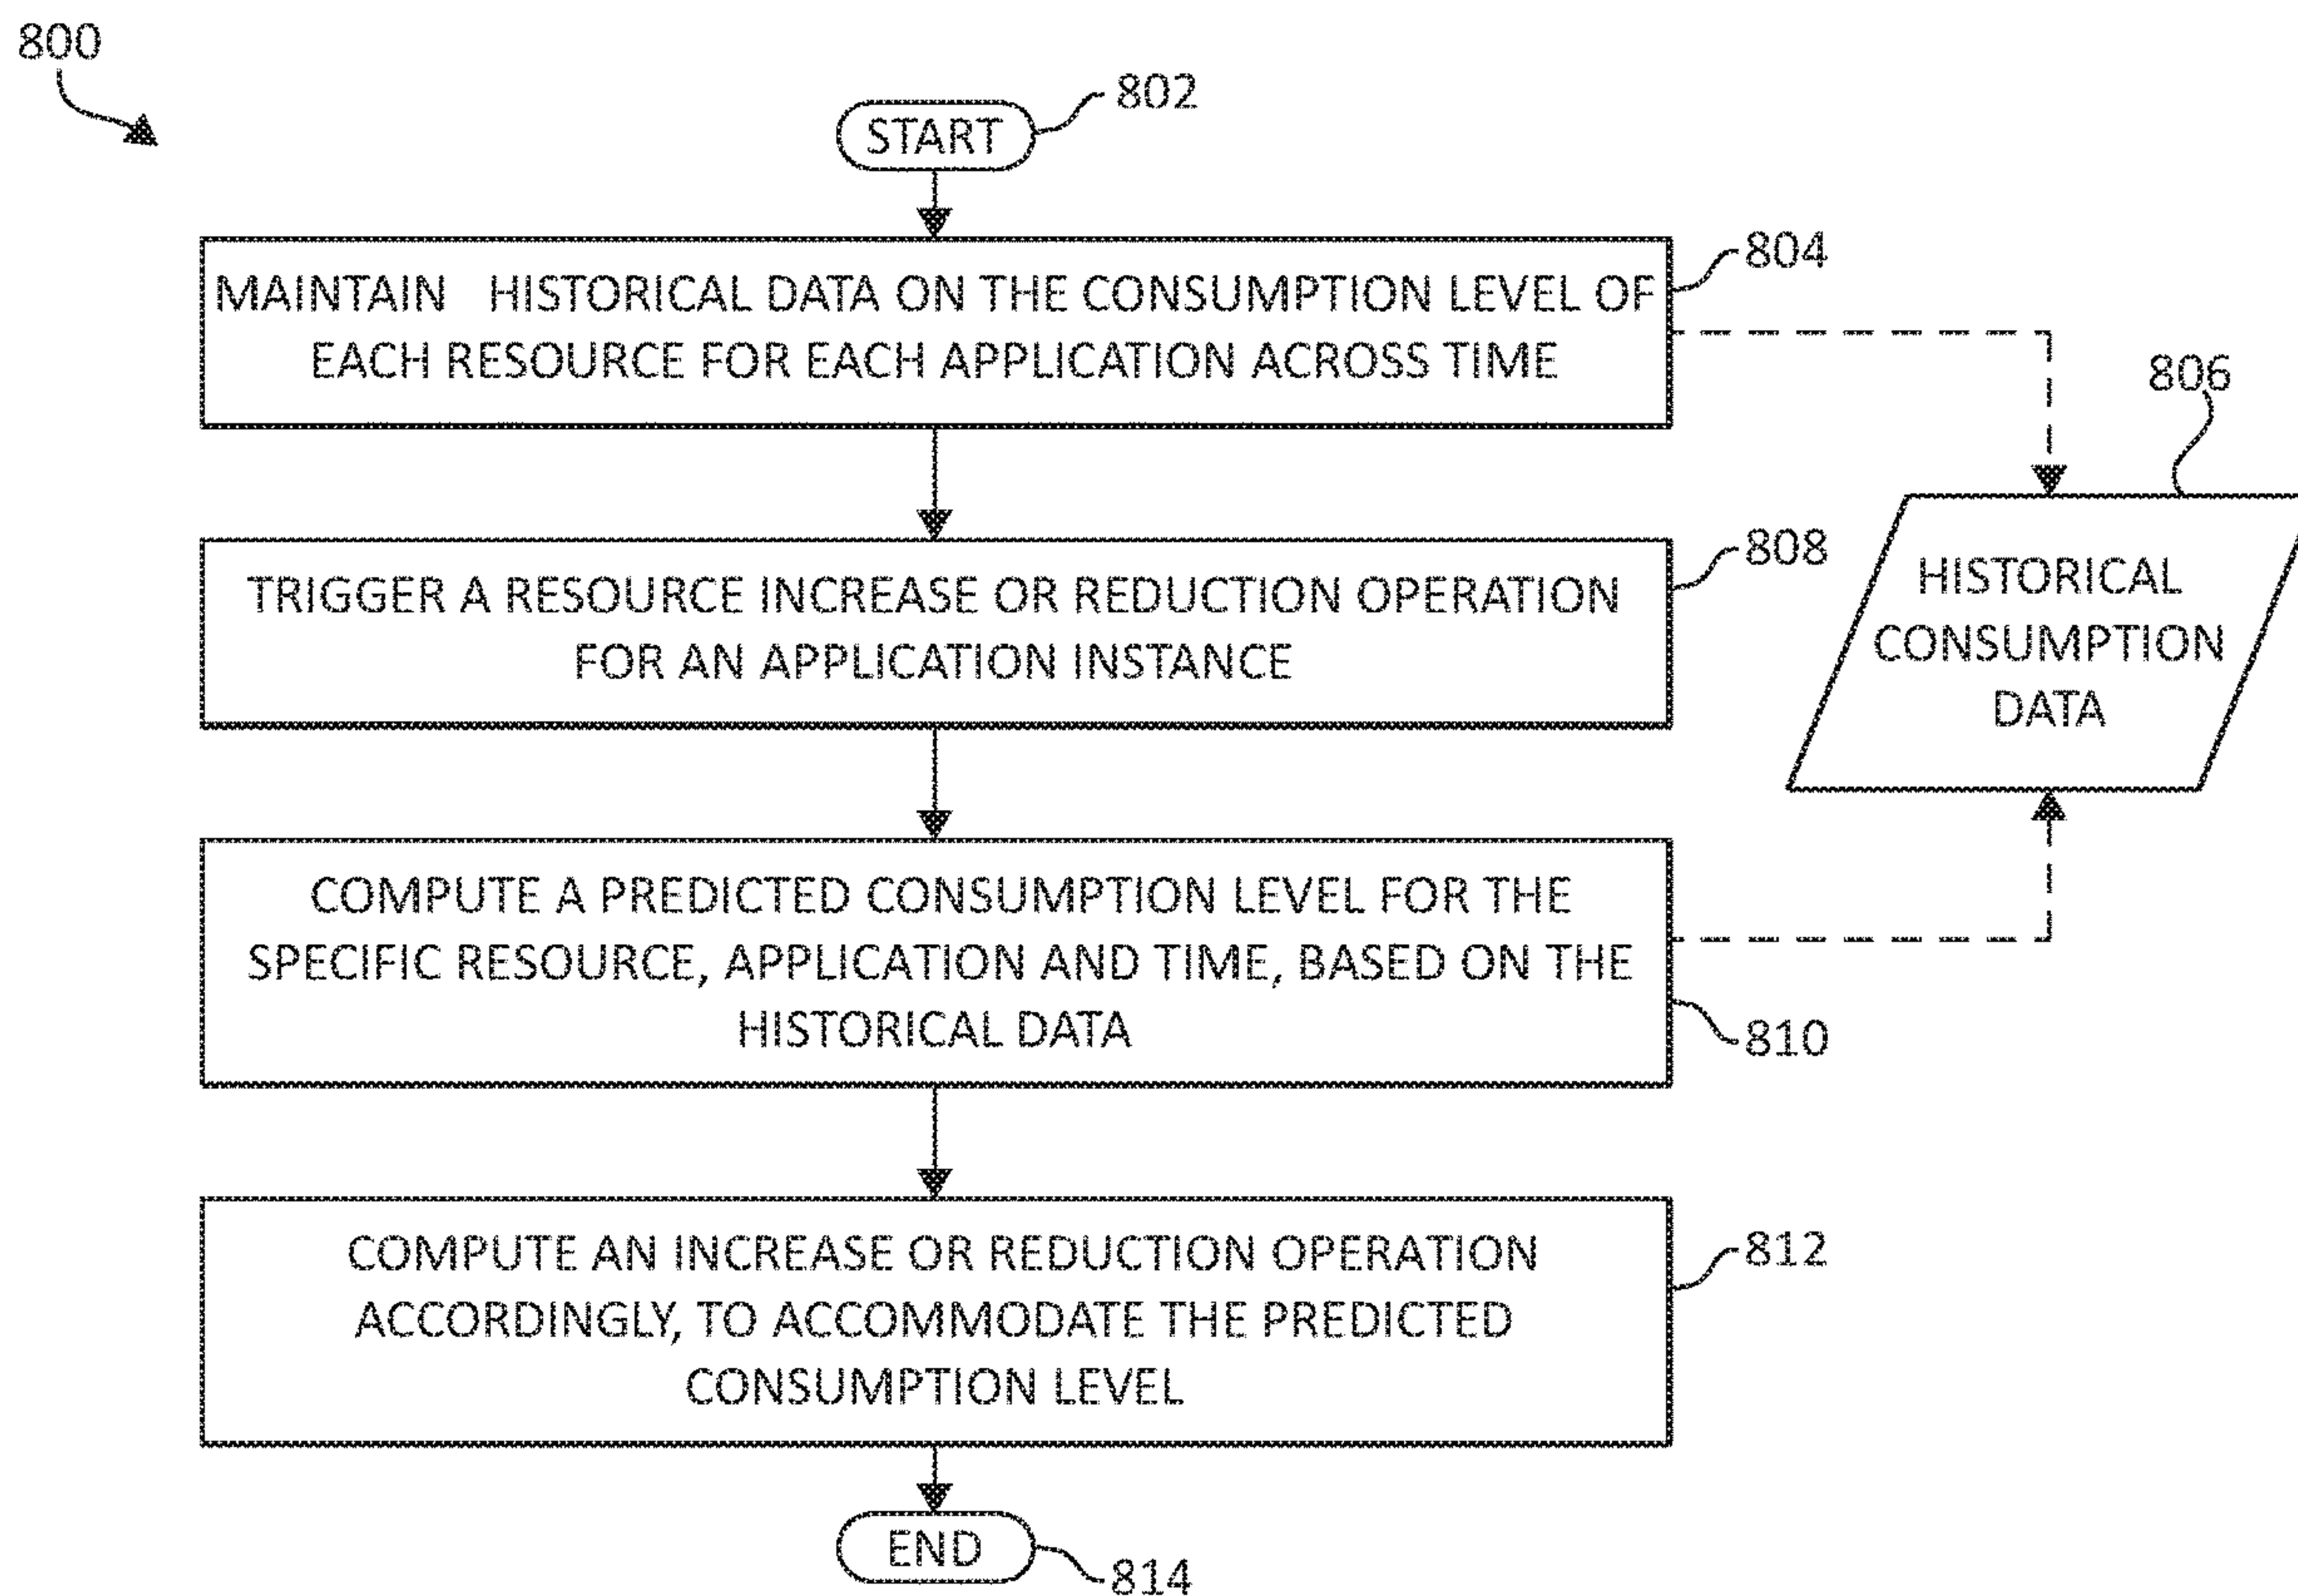 800
802
START
804
MAINTAIN HISTORICAL DATA ON THE CONSUMPTION LEVEL OF
EACH RESOURCE FOR EACH APPLICATION ACROSS TIME
806
HISTORICAL
CONSUMPTION
DATA
808
TRIGGER A RESOURCE INCREASE OR REDUCTION OPERATION
FOR AN APPLICATION INSTANCE
COMPUTE A PREDICTED CONSUMPTION LEVEL FOR THE
SPECIFIC RESOURCE, APPLICATION AND TIME, BASED ON THE
HISTORICAL DATA
810
812
COMPUTE AN INCREASE OR REDUCTION OPERATION
ACCORDINGLY, TO ACCOMMODATE THE PREDICTED
CONSUMPTION LEVEL
END
814